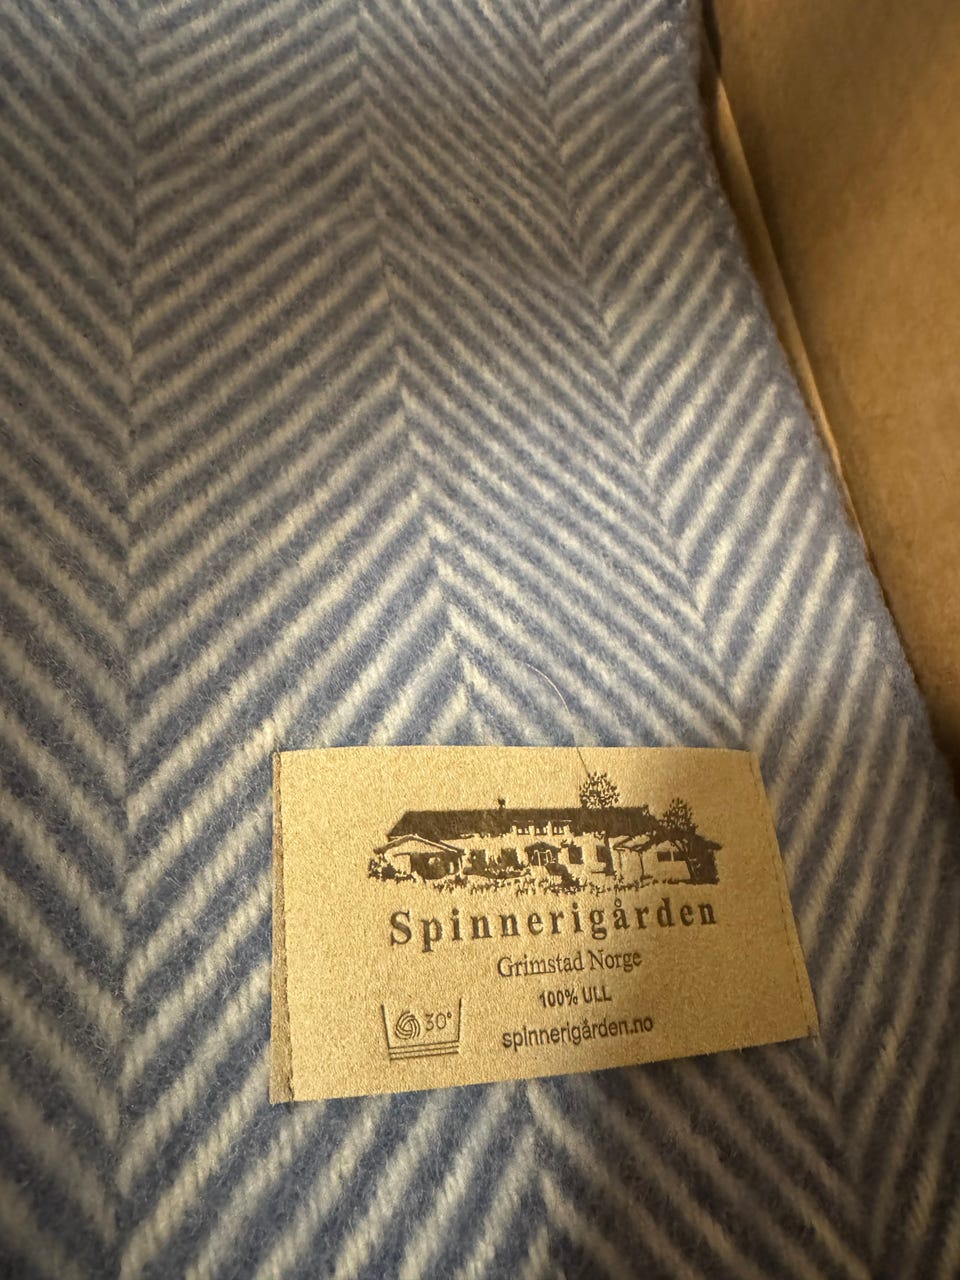 Spinnerigården
Grimstad Norge
100% ULL
30°
spinnerigården.no